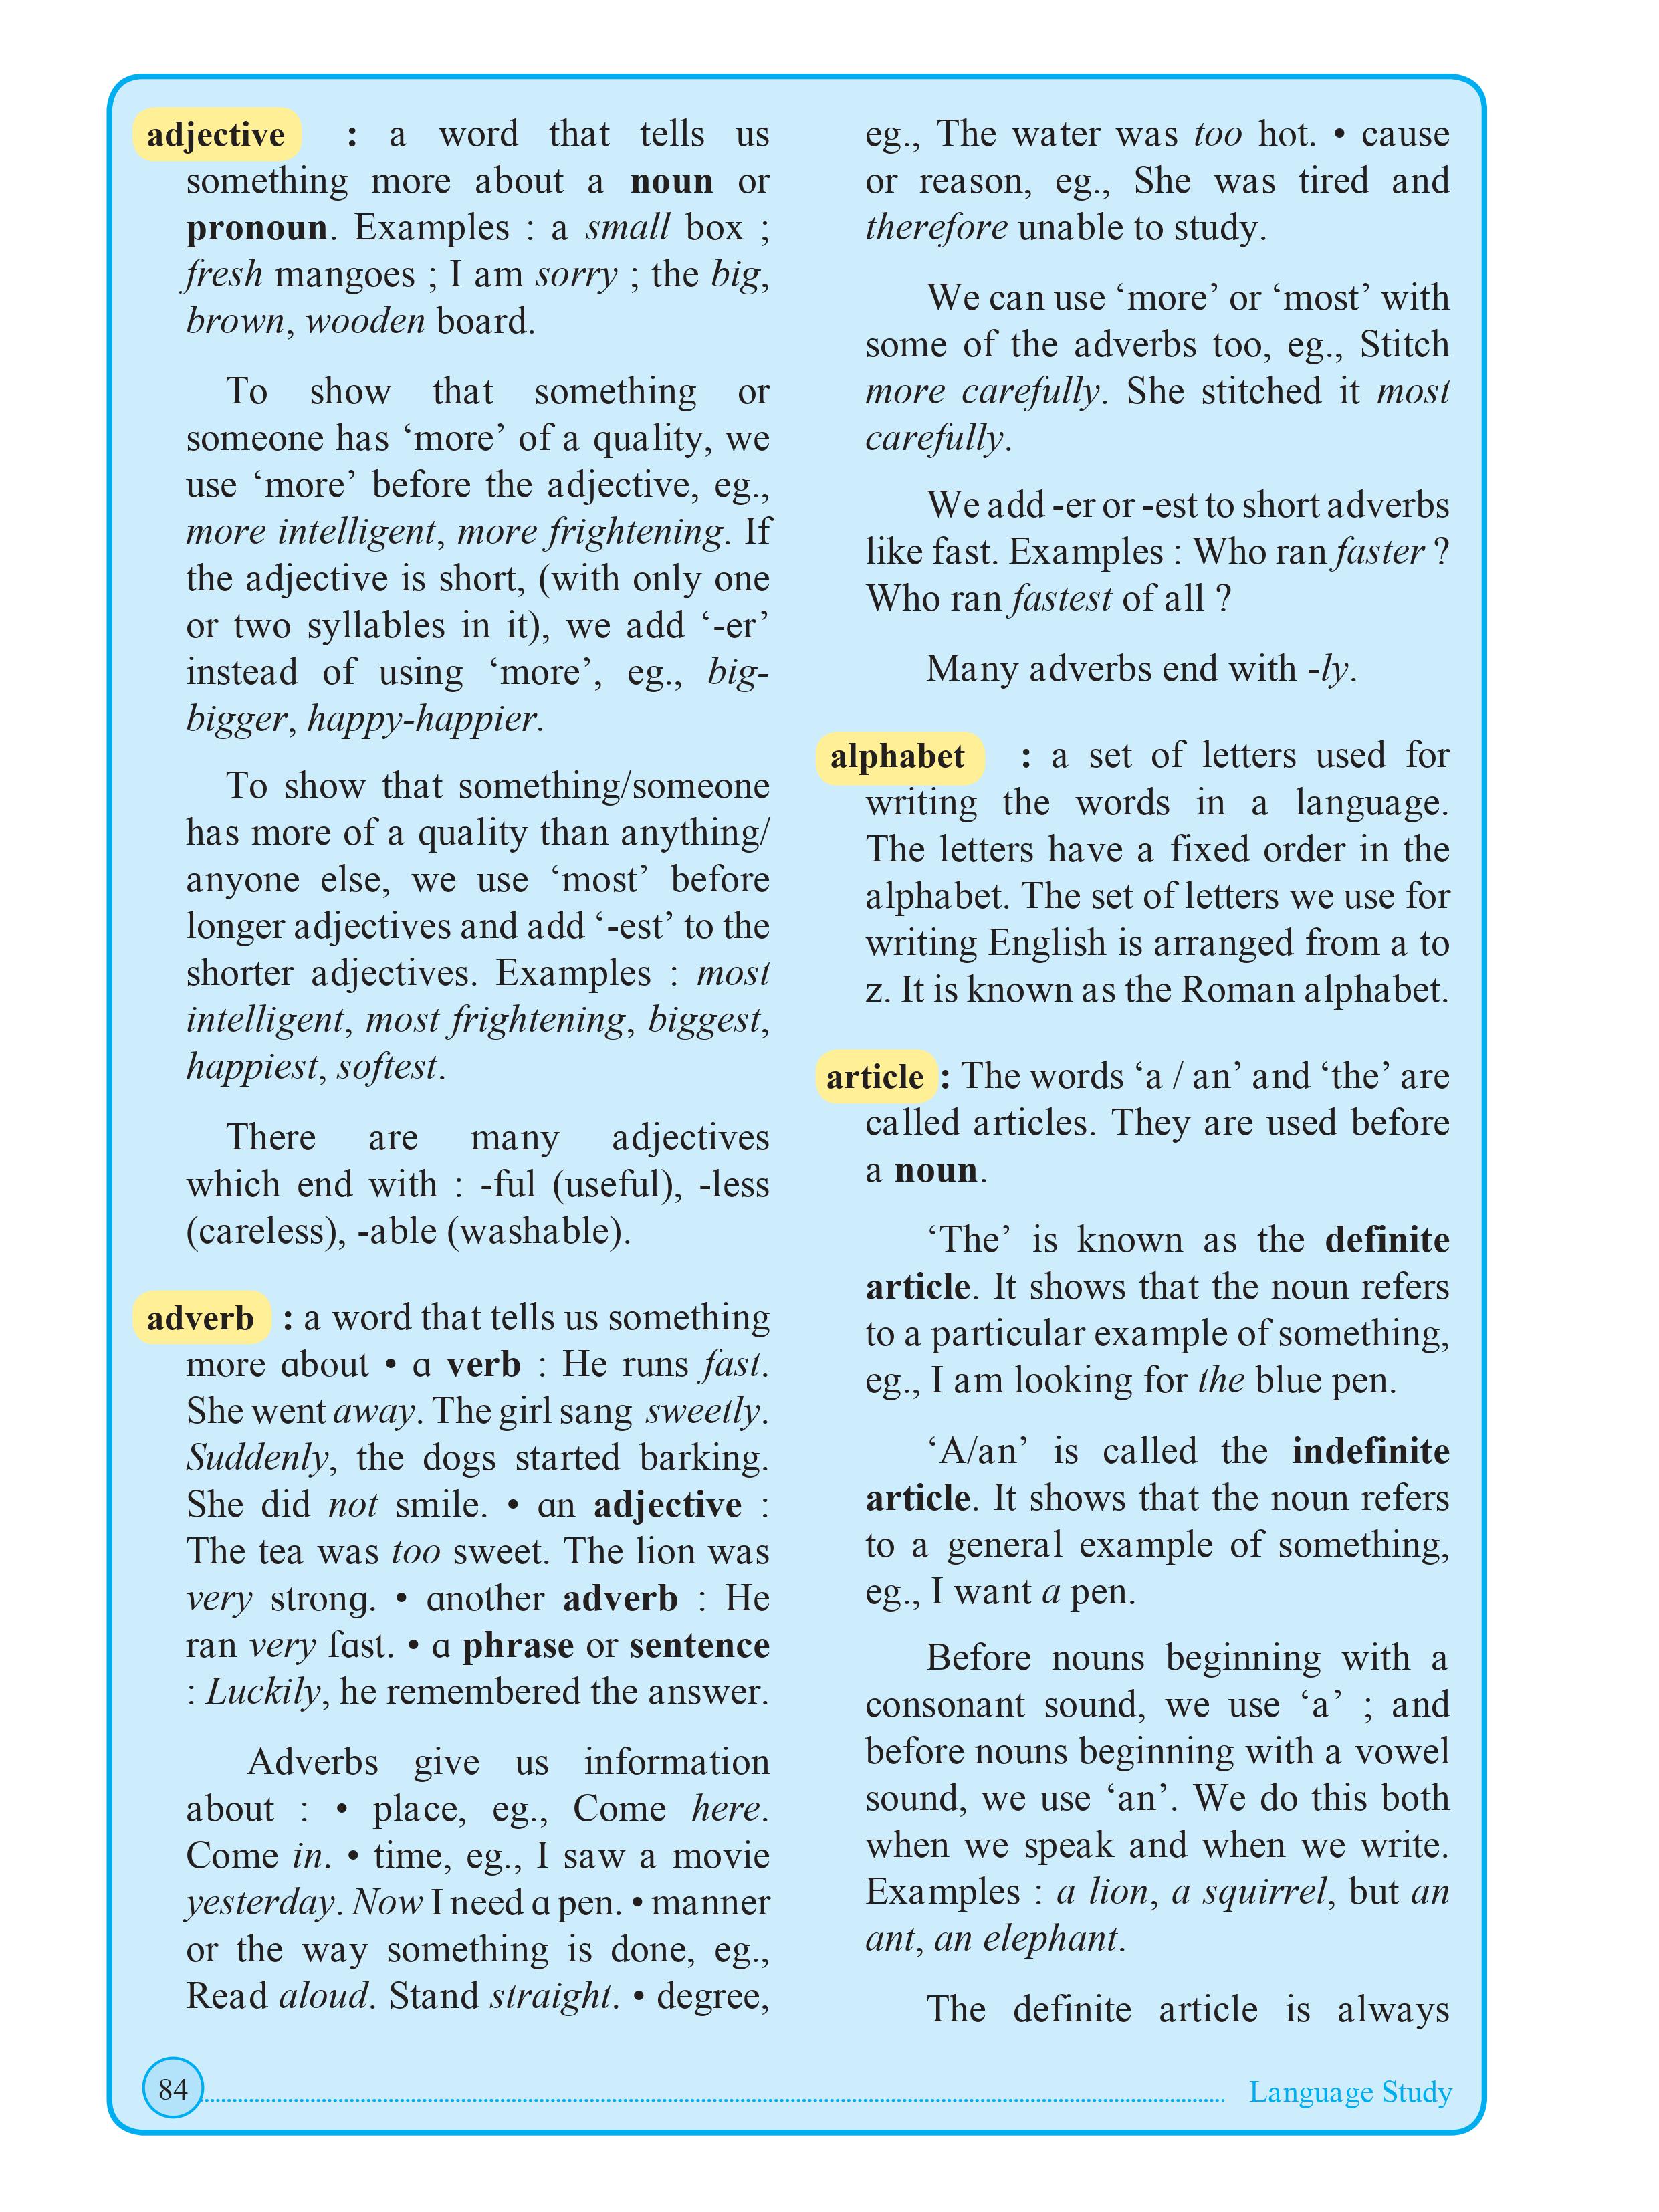 adjective : a word that tells us
something more about a noun or
pronoun. Examples : a small box ;
fresh mangoes ; I am sorry ; the big,
brown, wooden board.
To show that something or
someone has ‘more’ of a quality, we
use ‘more’ before the adjective, eg.,
more intelligent, more frightening. If
the adjective is short, (with only one
or two syllables in it), we add ‘-er’
instead of using ‘more’, eg., big-
bigger, happy-happier.
To show that something/someone
has more of a quality than anything/
anyone else, we use ‘most’ before
longer adjectives and add ‘-est’ to the
shorter adjectives. Examples : most
intelligent, most frightening, biggest,
happiest, softest.
There are many adjectives
which end with : -ful (useful), -less
(careless), -able (washable).
adverb : a word that tells us something
more about • a verb : He runs fast.
She went away. The girl sang sweetly.
Suddenly, the dogs started barking.
She did not smile. • an adjective :
The tea was too sweet. The lion was
very strong. • another adverb : He
ran very fast. • a phrase or sentence
: Luckily, he remembered the answer.
Adverbs give us information
about : • place, eg., Come here.
Come in. • time, eg., I saw a movie
yesterday. Now I need a pen. • manner
or the way something is done, eg.,
Read aloud. Stand straight. • degree,
eg., The water was too hot. • cause
or reason, eg., She was tired and
therefore unable to study.
We can use ‘more’ or ‘most’ with
some of the adverbs too, eg., Stitch
more carefully. She stitched it most
carefully.
We add -er or -est to short adverbs
like fast. Examples : Who ran faster ?
Who ran fastest of all ?
Many adverbs end with -ly.
alphabet : a set of letters used for
writing the words in a language.
The letters have a fixed order in the
alphabet. The set of letters we use for
writing English is arranged from a to
z. It is known as the Roman alphabet.
article : The words ‘a / an’ and ‘the’ are
called articles. They are used before
a noun.
‘The’ is known as the definite
article. It shows that the noun refers
to a particular example of something,
eg., I am looking for the blue pen.
‘A/an’ is called the indefinite
article. It shows that the noun refers
to a general example of something,
eg., I want a pen.
Before nouns beginning with a
consonant sound, we use ‘a’ ; and
before nouns beginning with a vowel
sound, we use ‘an’. We do this both
when we speak and when we write.
Examples : a lion, a squirrel, but an
ant, an elephant.
The definite article is always
84
Language Study